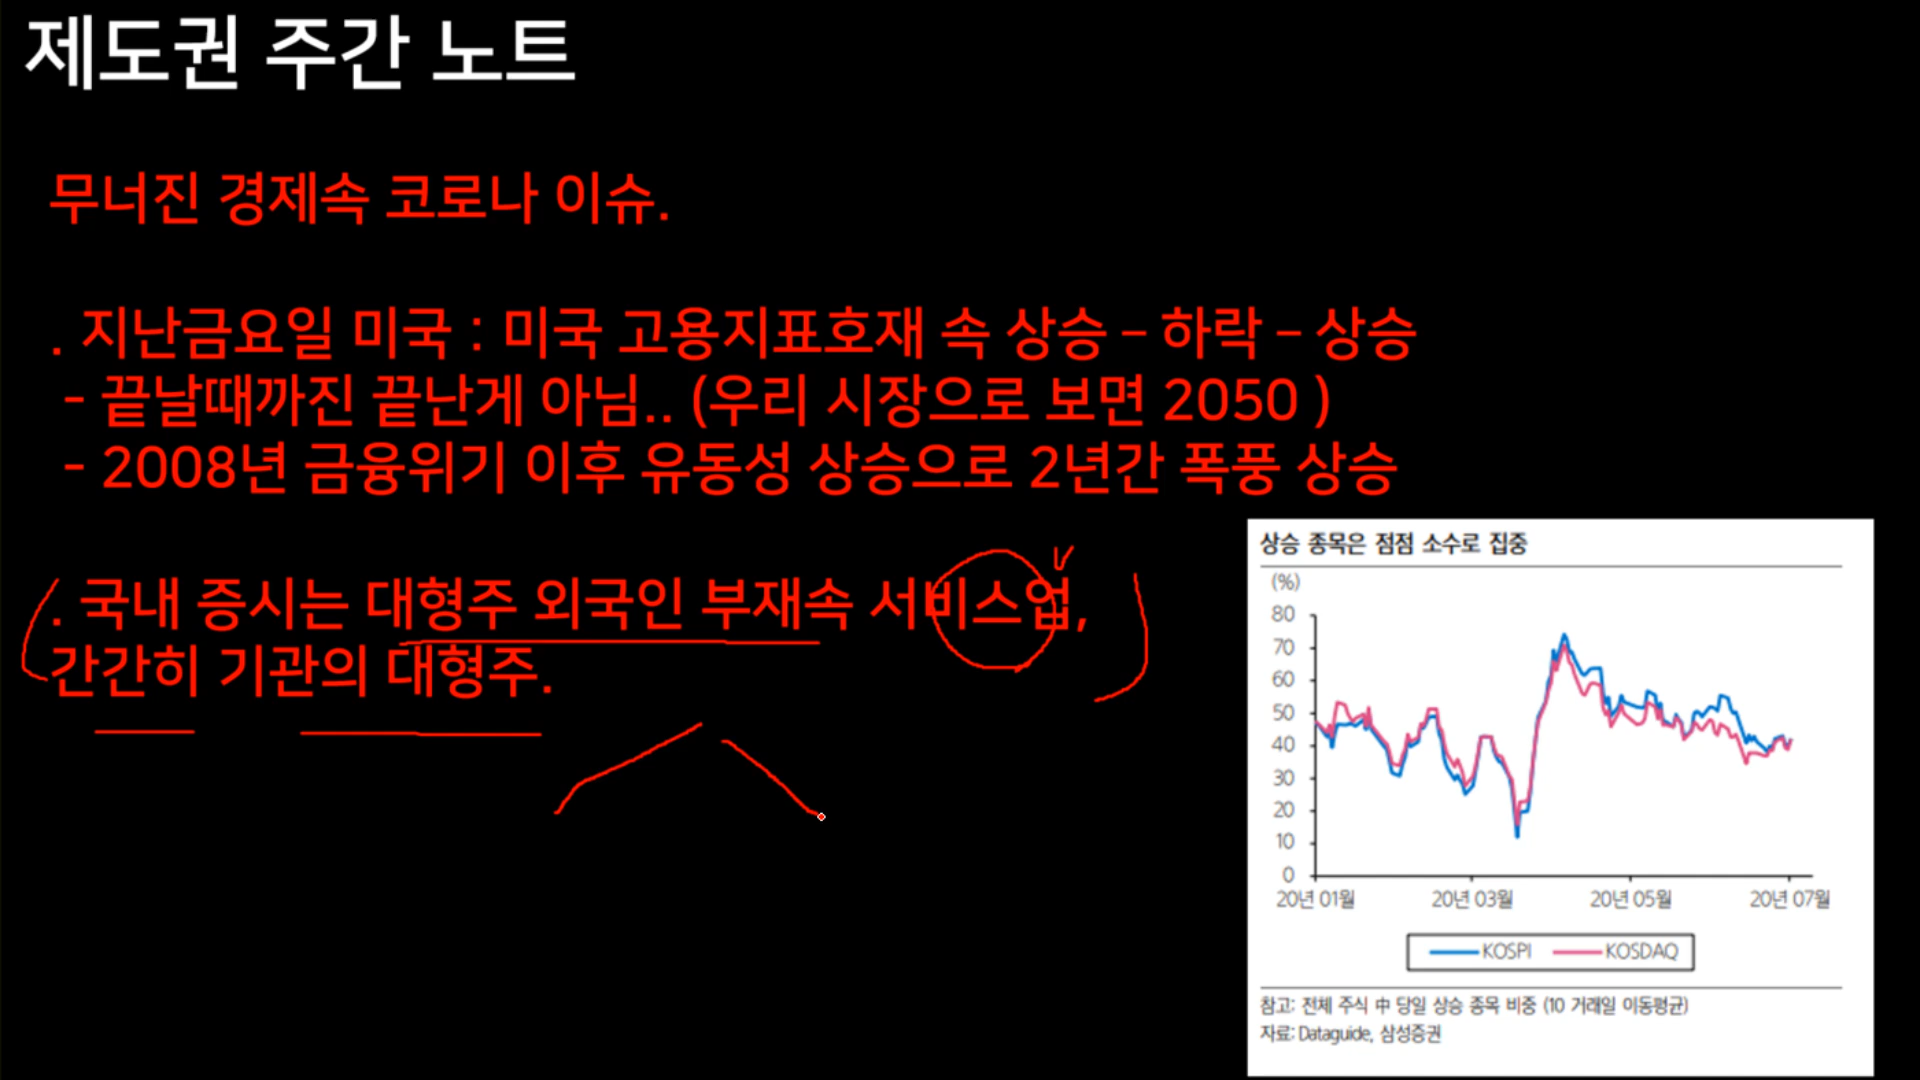 제도권 주간 노트
무너진 경제속 코로나 이슈.
. 지난금요일 미국 : 미국 고용지표호재 속 상승 – 하락 – 상승
- 끝날때까진 끝난게 아님.. (우리 시장으로 보면 2050 )
- 2008년 금융위기 이후 유동성 상승으로 2년간 폭풍 상승
. 국내 증시는 대형주 외국인 부재속 서비스업,
간간히 기관의 대형주.
상승 종목은 점점 소수로 집중
(%)
80
70
60
50
40
30
20
10
0
20년 01월 20년 03월 20년 05월 20년 07월
KOSPI KOSDAQ
참고: 전체 주식 中 당일 상승 종목 비중 (10 거래일 이동평균)
자료: Dataguide, 삼성증권